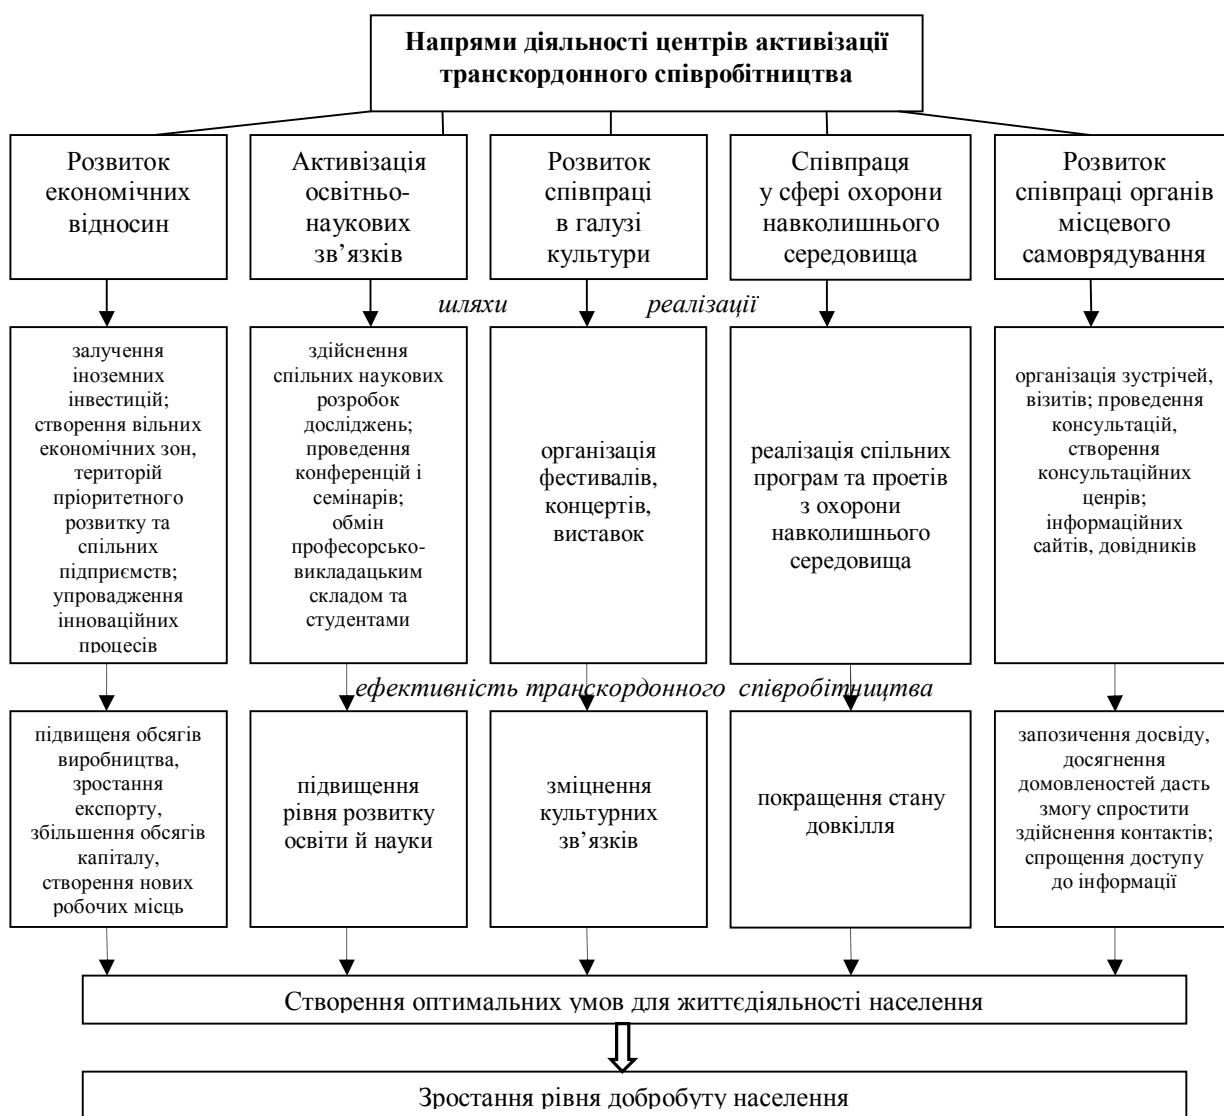 Напрями діяльності центрів активізації
транскордонного співробітництва
Розвиток
економічних
відносин
Активізація
освітньо-
наукових
зв’язків
Розвиток
співпраці
в галузі
культури
Співпраця
у сфері охорони
навколишнього
середовища
Розвиток
співпраці органів
місцевого
самоврядування
шляхи реалізації
залучення
іноземних
інвестицій;
створення вільних
економічних зон,
територій
пріоритетного
розвитку та
спільних
підприємств;
упровадження
інноваційних
процесів
здійснення
спільних наукових
розробок
досліджень;
проведення
конференцій і
семінарів;
обмін
професорсько-
викладацьким
складом та
студентами
організація
фестивалів,
концертів,
виставок
реалізація спільних
програм та проетів
з охорони
навколишнього
середовища
організація зустрічей,
візитів; проведення
консультацій,
створення
консультаційних
ценрів;
інформаційних
сайтів, довідників
ефективність транскордонного співробітництва
підвищеня обсягів
виробництва,
зростання
експорту,
збільшення обсягів
капіталу,
створення нових
робочих місць
підвищення
рівня розвитку
освіти й науки
зміцнення
культурних
зв’язків
покращення стану
довкілля
запозичення досвіду,
досягнення
домовленостей дасть
змогу спростити
здійснення контактів;
спрощення доступу
до інформації
Створення оптимальних умов для життєдіяльності населення
Зростання рівня добробуту населення